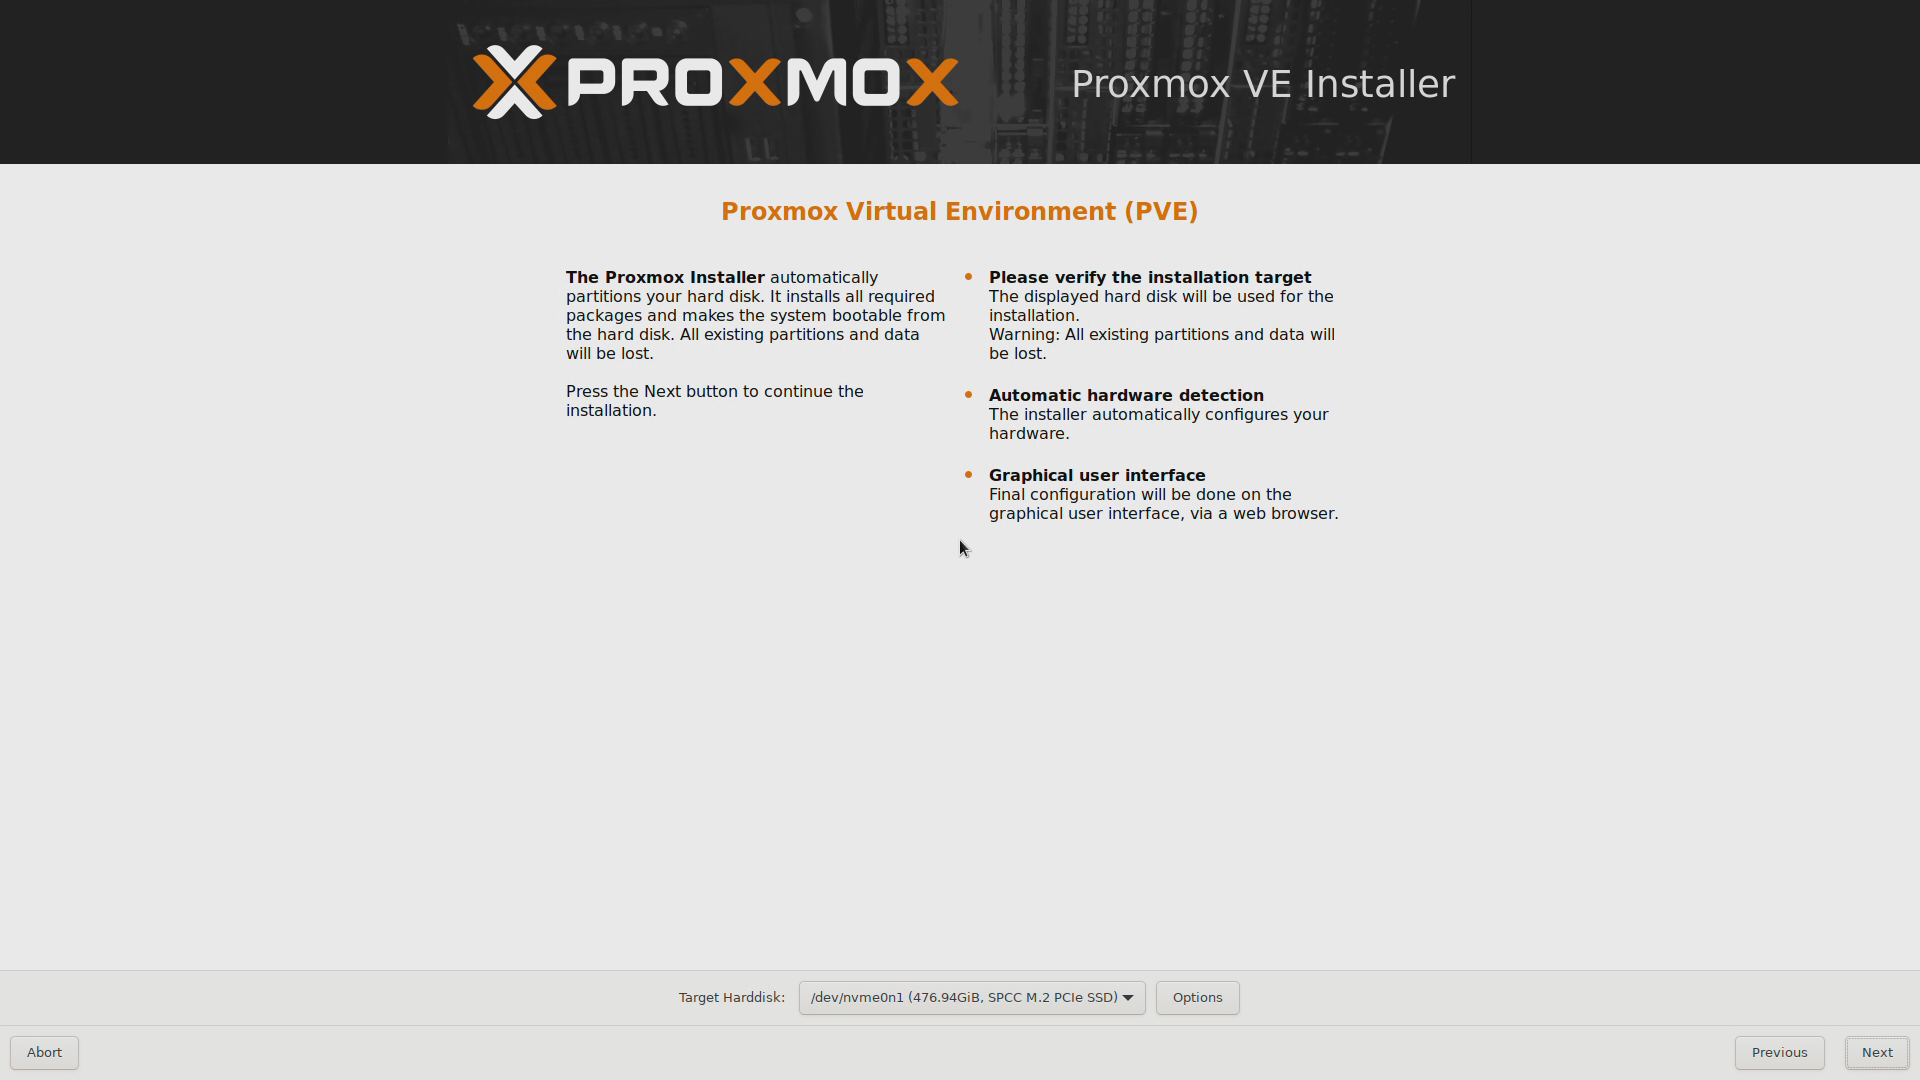 PROXMOX
Proxmox VE Installer
Proxmox Virtual Environment (PVE)
The Proxmox Installer automatically
partitions your hard disk. It installs all required
packages and makes the system bootable from
the hard disk. All existing partitions and data
will be lost.
Press the Next button to continue the
installation.
Please verify the installation target
The displayed hard disk will be used for the
installation.
Warning: All existing partitions and data will
be lost.
Automatic hardware detection
The installer automatically configures your
hardware.
Graphical user interface
Final configuration will be done on the
graphical user interface, via a web browser.
Target Harddisk: /dev/nvme0n1 (476.94GiB, SPCC M.2 PCIe SSD) Options
Abort Previous Next